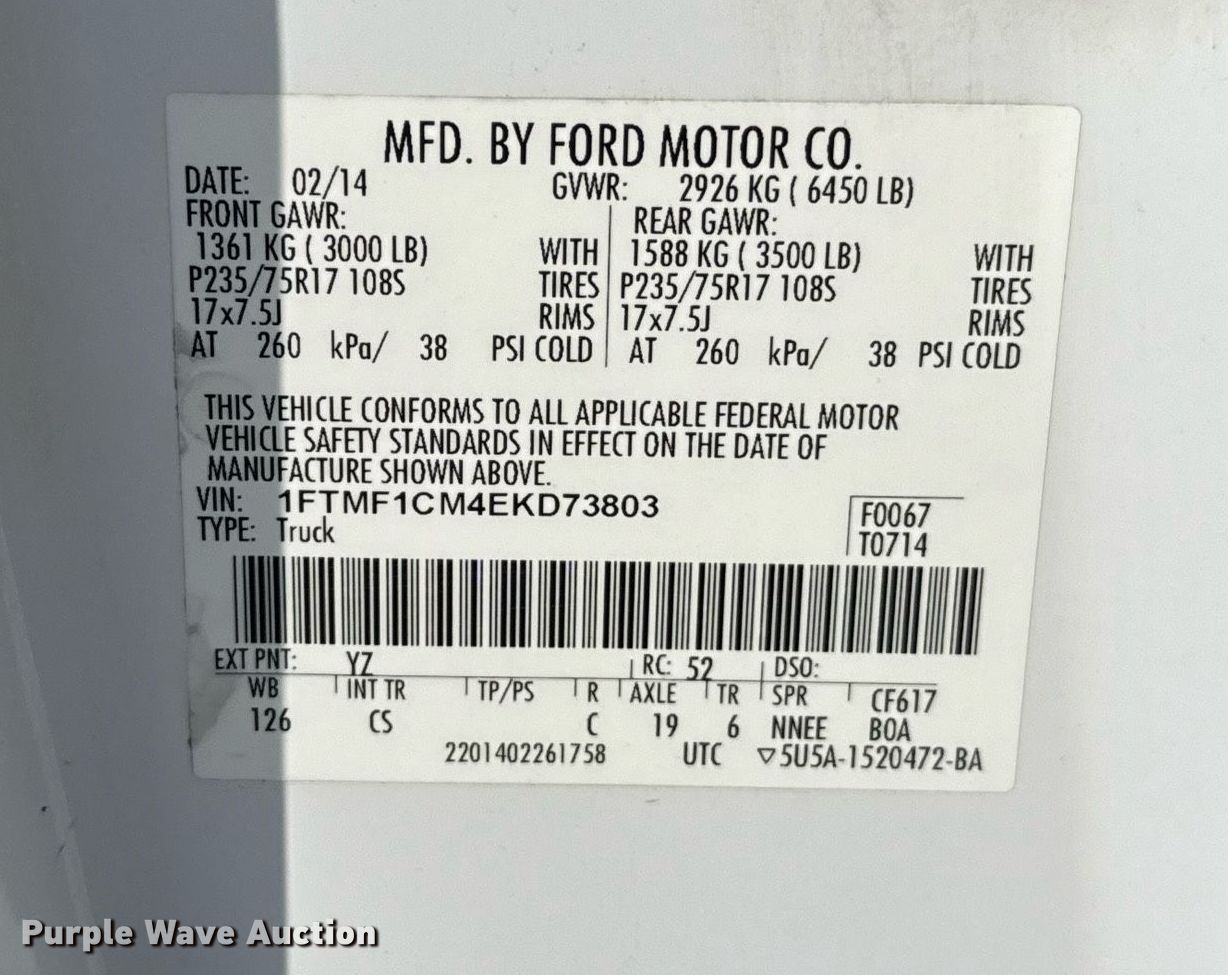 MFD. BY FORD MOTOR CO.
DATE: 02/14 GVWR: 2926 KG ( 6450 LB)
FRONT GAWR: REAR GAWR:
1361 KG ( 3000 LB) WITH 1588 KG ( 3500 LB) WITH
P235/75R17 108S TIRES P235/75R17 108S TIRES
17x7.5J RIMS 17x7.5J RIMS
AT 260 kPa/ 38 PSI COLD AT 260 kPa/ 38 PSI COLD
THIS VEHICLE CONFORMS TO ALL APPLICABLE FEDERAL MOTOR
VEHICLE SAFETY STANDARDS IN EFFECT ON THE DATE OF
MANUFACTURE SHOWN ABOVE.
VIN: 1FTMF1CM4EKD73803 F0067
TYPE: Truck T0714
EXT PNT: YZ RC: 52 DSO:
WB INT TR TP/PS R AXLE TR SPR CF617
126 CS C 19 6 NNEE BOA
2201402261758 UTC ▽5U5A-1520472-BA
Purple Wave Auction